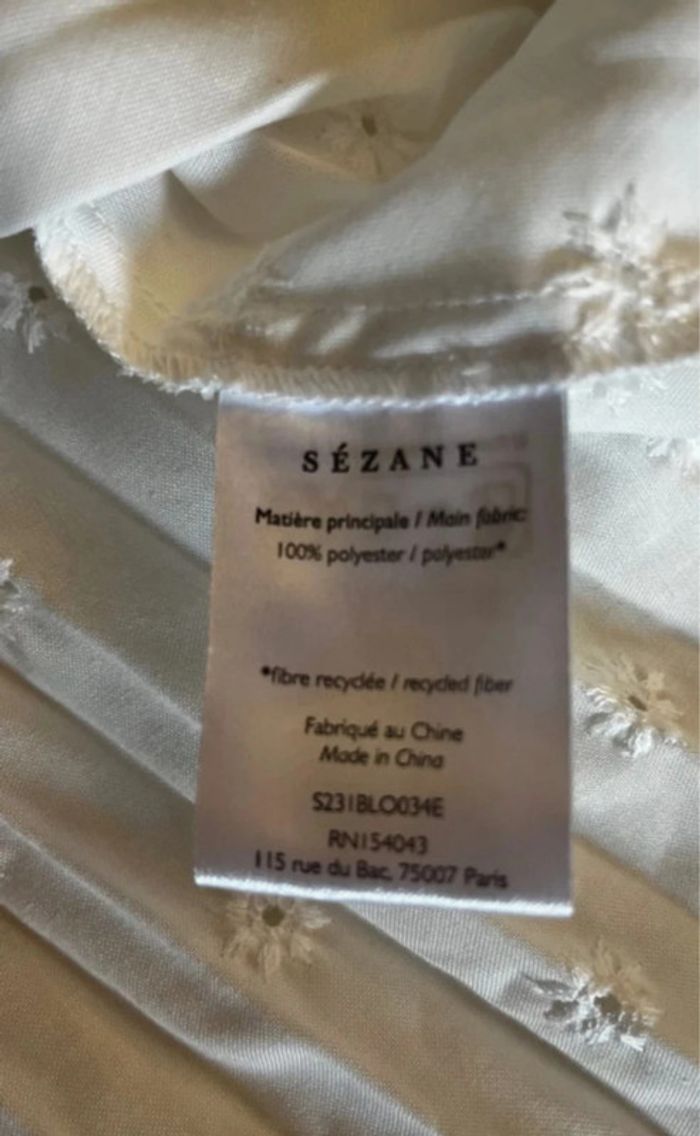 SÉZANE
Matière principale / Main fabric:
100% polyester / polyester*
*fibre recyclée / recycled fiber
Fabriqué au Chine
Made in China
S231BLO034E
RN154043
115 rue du Bac, 75007 Paris